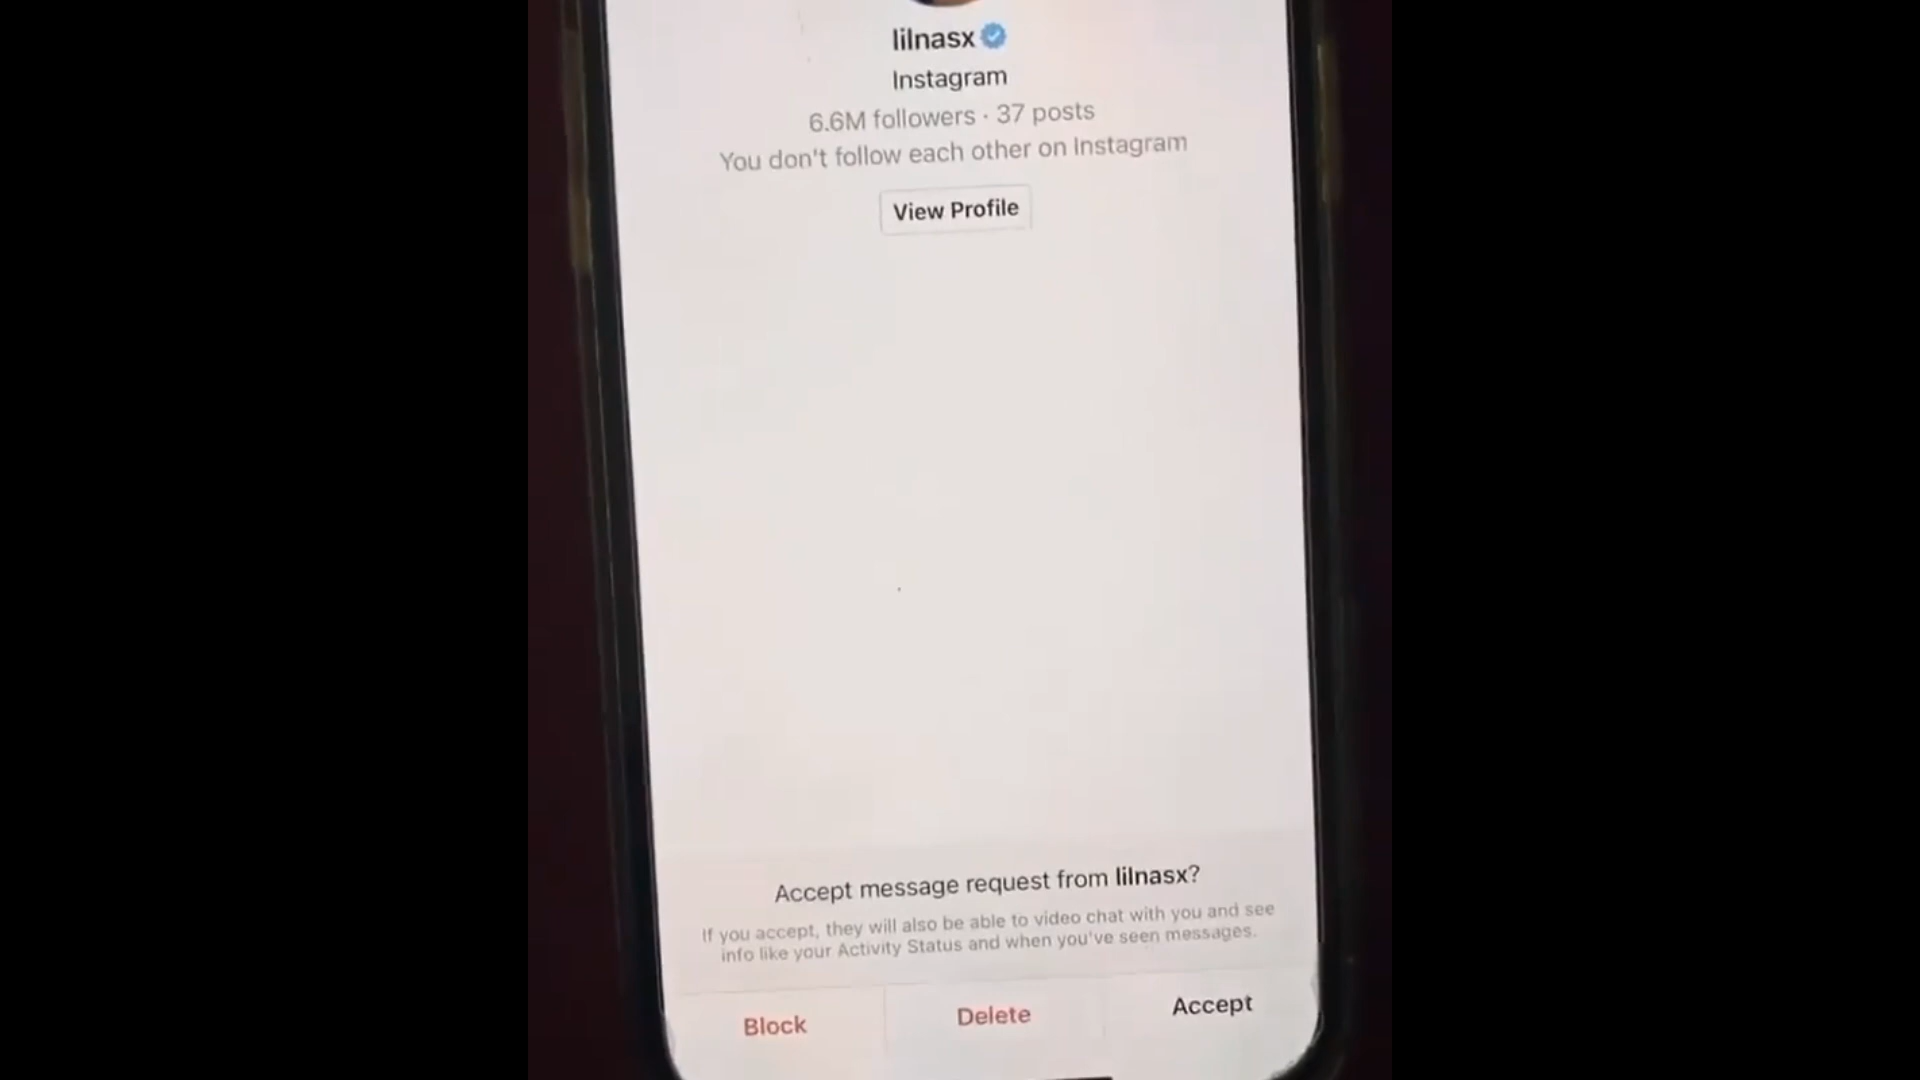 lilnasx
Instagram
6.6M followers · 37 posts
You don't follow each other on Instagram
View Profile
Accept message request from lilnasx?
If you accept, they will also be able to video chat with you and see
info like your Activity Status and when you've seen messages.
Block
Delete
Accept